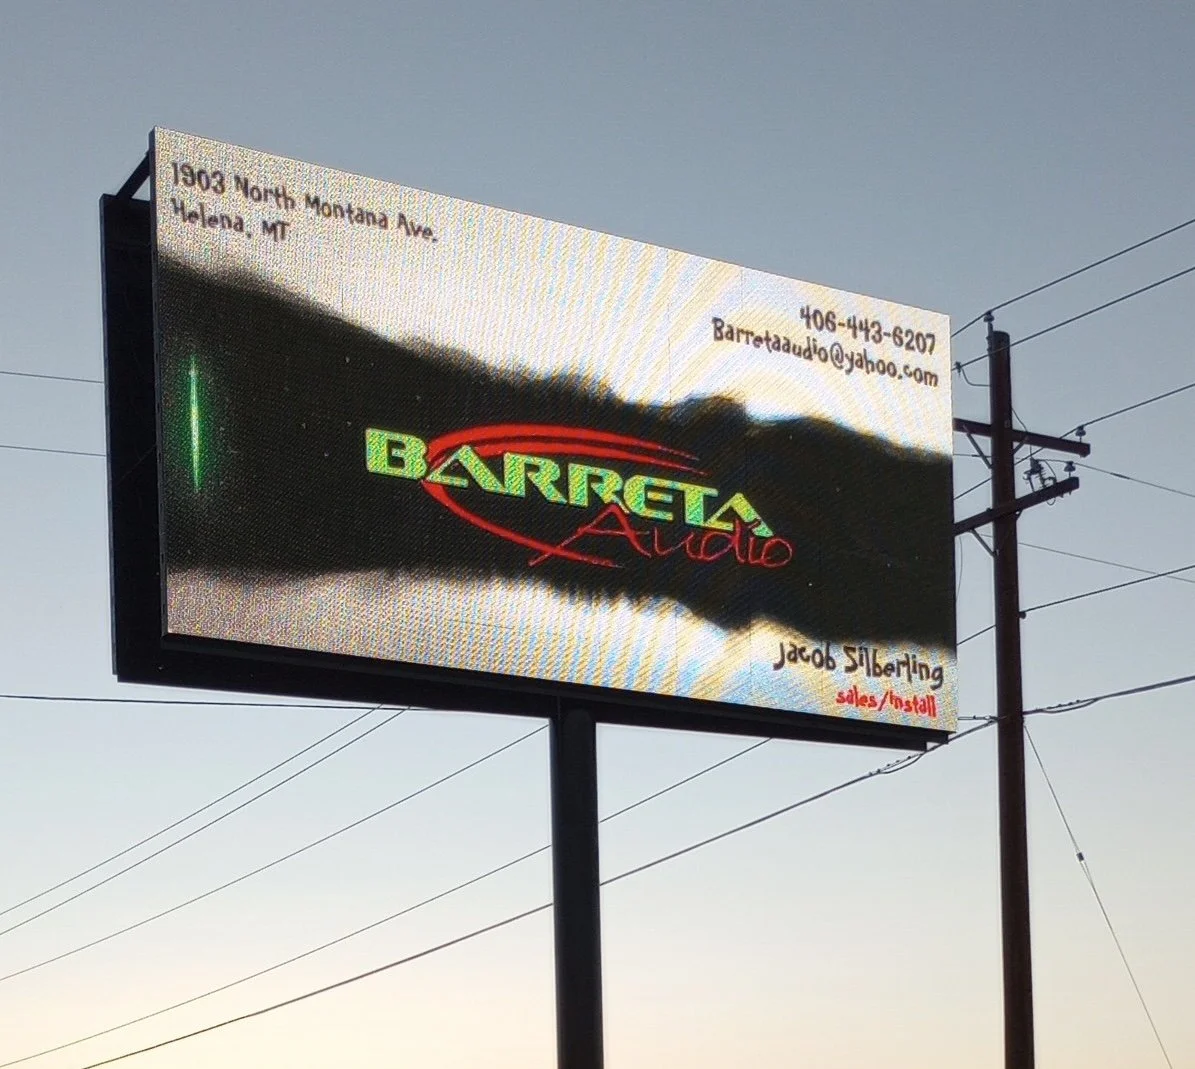 1903 North Montana Ave.
Helena, MT
406-443-6207
Barretaaudio@yahoo.com
BARRETA
Audio
Jacob Silberling
sales/install